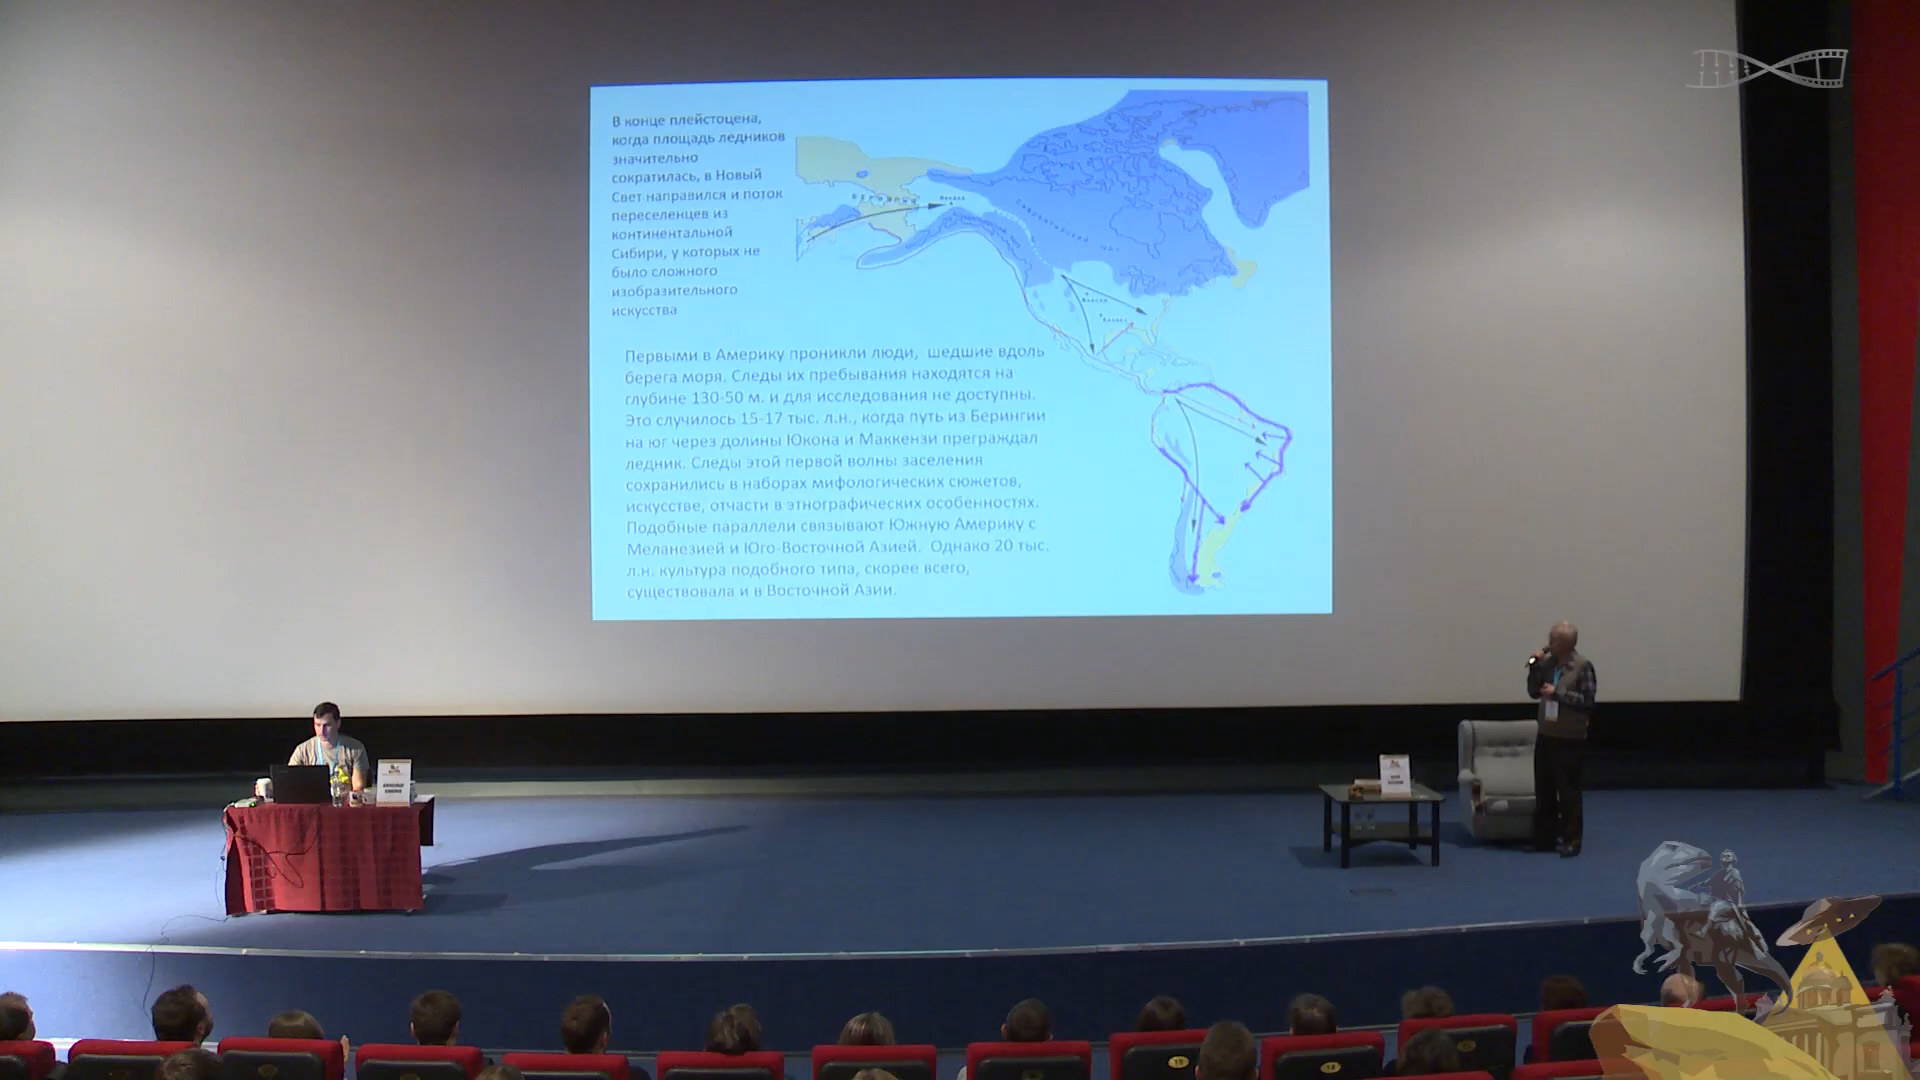 В конце плейстоцена,
когда площадь ледников
значительно
сократилась, в Новый
Свет направился и поток
переселенцев из
континентальной
Сибири, у которых не
было сложного
изобразительного
искусства
Первыми в Америку проникли люди, шедшие вдоль
берега моря. Следы их пребывания находятся на
глубине 130-50 м. и для исследования не доступны.
Это случилось 15-17 тыс. л.н., когда путь из Берингии
на юг через долины Юкона и Маккензи преграждал
ледник. Следы этой первой волны заселения
сохранились в наборах мифологических сюжетов,
искусстве, отчасти в этнографических особенностях.
Подобные параллели связывают Южную Америку с
Меланезией и Юго-Восточной Азией. Однако 20 тыс.
л.н. культура подобного типа, скорее всего,
существовала и в Восточной Азии.